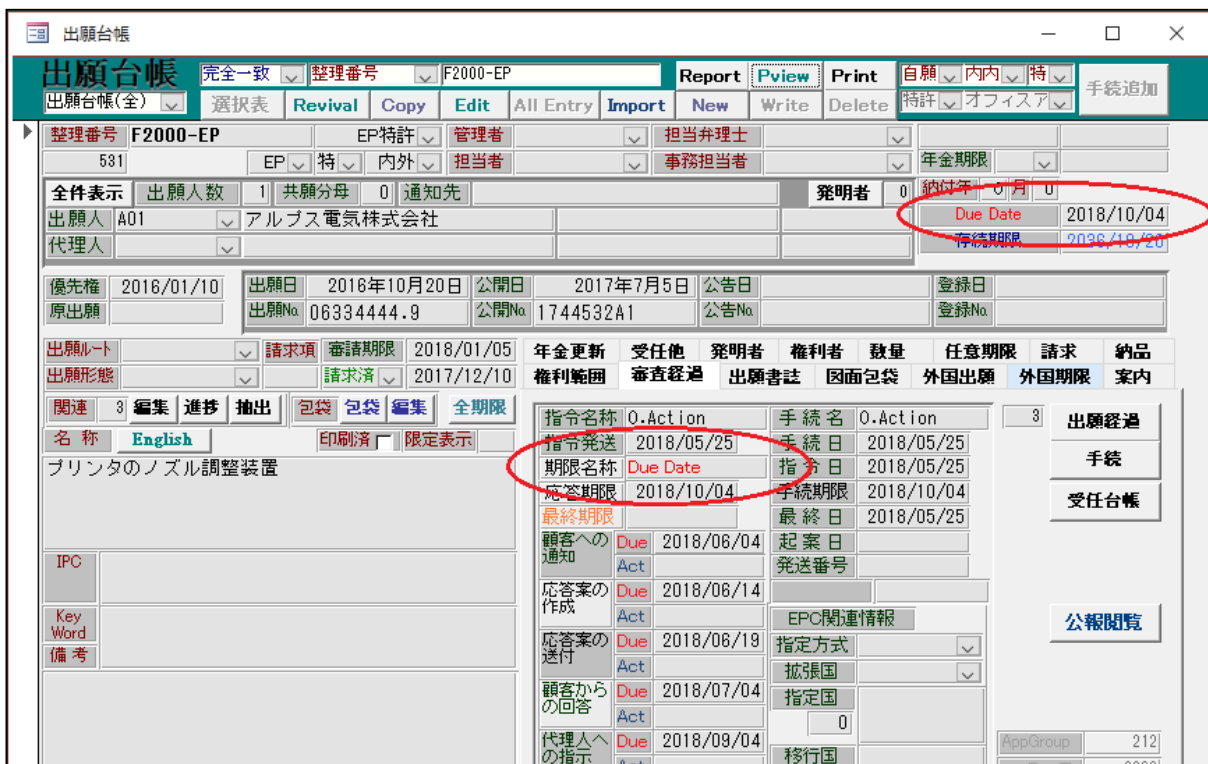 出願台帳
出願台帳 完全一致 整理番号 F2000-EP Report Pview Print 自願 内内 特 手続追加
出願台帳(全) 選択表 Revival Copy Edit All Entry Import New Write Delete 特許 オフィスア
整理番号 F2000-EP EP特許 管理者 担当弁理士
531 EP 特 内外 担当者 事務担当者 年金期限
全件表示 出願人数 1 共願分母 0 通知先 発明者 0 納付年 0 月 0
出願人 A01 アルプス電気株式会社 Due Date 2018/10/04
代理人 存続期限 2036/10/20
優先権 2016/01/10 出願日 2016年10月20日 公開日 2017年7月5日 公告日 登録日
原出願 出願No. 06334444.9 公開No. 1744532A1 公告No. 登録No.
出願ルート 請求項 審請期限 2018/01/05 年金更新 受任他 発明者 権利者 数量 任意期限 請求 納品
出願形態 請求済 2017/12/10 権利範囲 審査経過 出願書誌 図面包袋 外国出願 外国期限 案内
関連 3 編集 進捗 抽出 包袋 包袋 編集 全期限 指令名称 O.Action 手続名 O.Action 3 出願経過
名称 English 印刷済 限定表示 指令発送 2018/05/25 手続日 2018/05/25
プリンタのノズル調整装置 期限名称 Due Date 指令日 2018/05/25 手続
応答期限 2018/10/04 手続期限 2018/10/04 受任台帳
最終期限 最終日 2018/05/25
顧客への通知 Due 2018/06/04 起案日
IPC Act 発送番号
応答案の作成 Due 2018/06/14
Key Word Act EPC関連情報 公報閲覧
備考 応答案の送付 Due 2018/06/19 指定方式
Act 拡張国
顧客からの回答 Due 2018/07/04 指定国
Act 0
代理人への指示 Due 2018/09/04 移行国 AppGroup 212